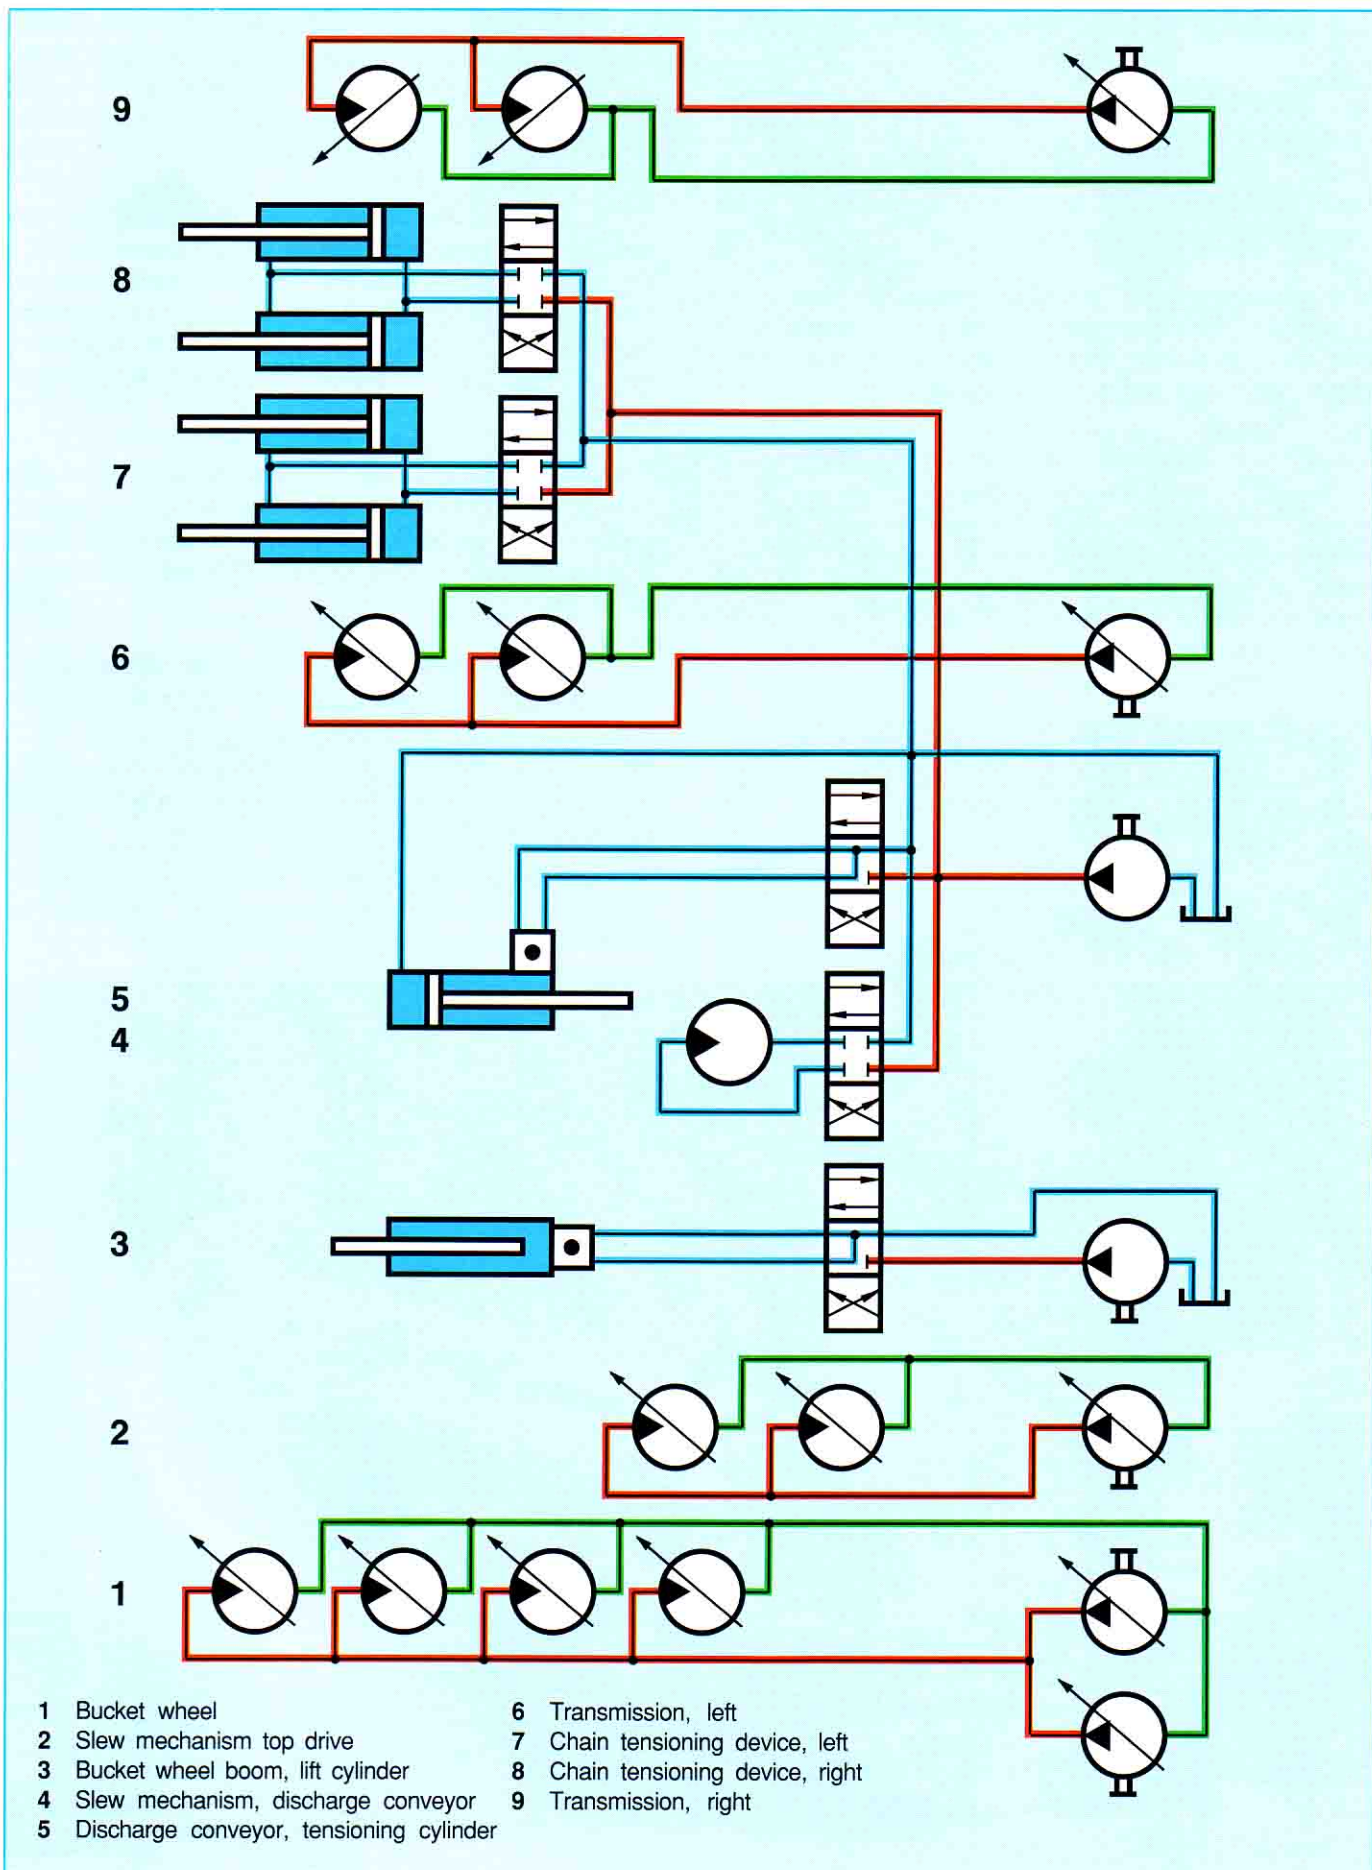 9
8
7
6
5
4
3
2
1
1 Bucket wheel
2 Slew mechanism top drive
3 Bucket wheel boom, lift cylinder
4 Slew mechanism, discharge conveyor
5 Discharge conveyor, tensioning cylinder
6 Transmission, left
7 Chain tensioning device, left
8 Chain tensioning device, right
9 Transmission, right